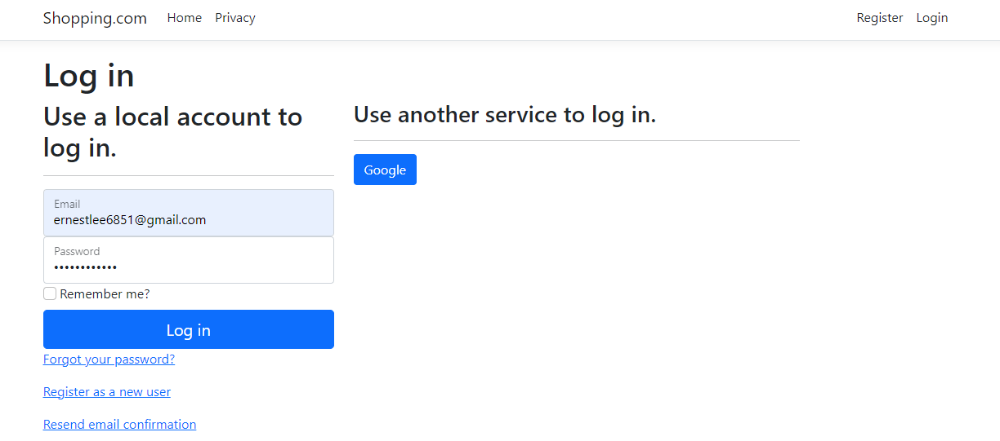 Shopping.com Home Privacy Register Login
Log in
Use a local account to
log in.
Use another service to log in.
Google
Email
ernestlee6851@gmail.com
Password
••••••••••••
Remember me?
Log in
Forgot your password?
Register as a new user
Resend email confirmation